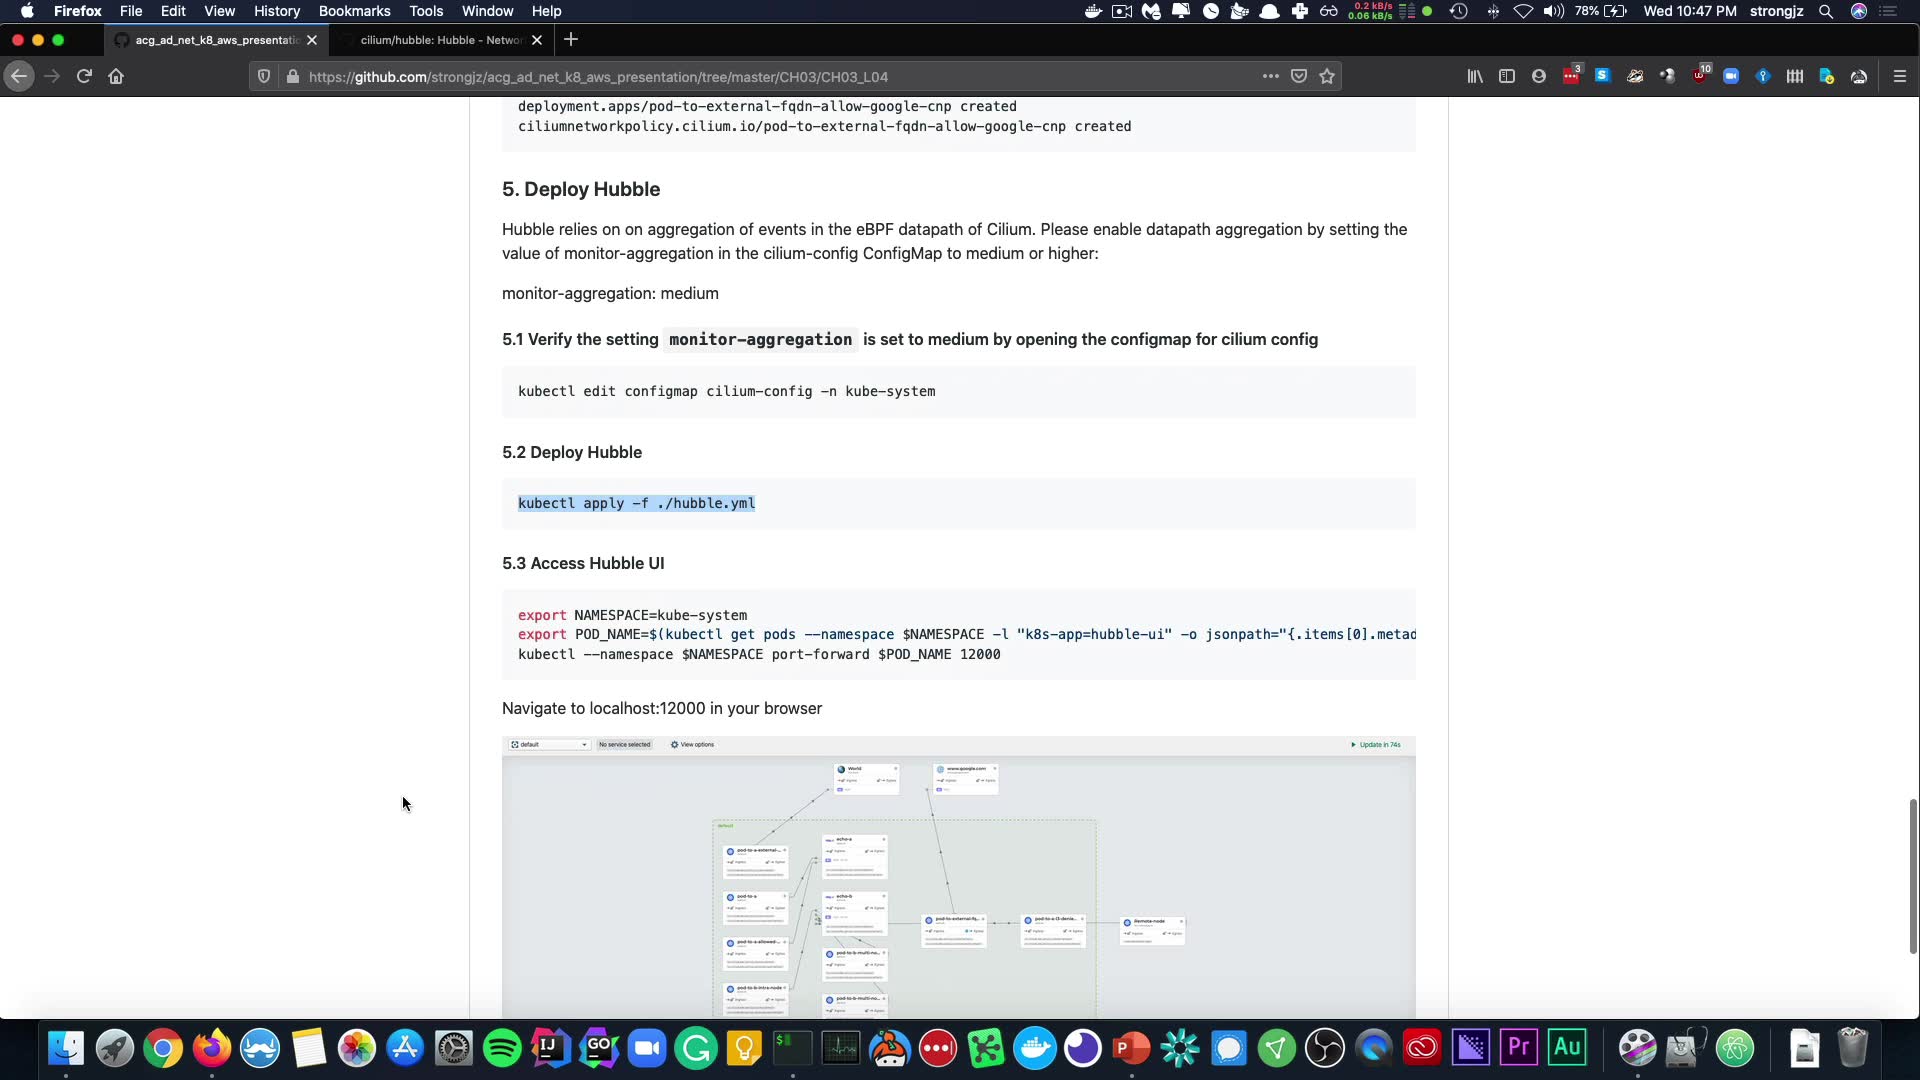 Firefox File Edit View History Bookmarks Tools Window Help 0.2 kB/s 0.06 kB/s 78% Wed 10:47 PM strongjz
acg_ad_net_k8_aws_presentatio cilium/hubble: Hubble - Netwo
https://github.com/strongjz/acg_ad_net_k8_aws_presentation/tree/master/CH03/CH03_L04 3 10
deployment.apps/pod-to-external-fqdn-allow-google-cnp created
ciliumnetworkpolicy.cilium.io/pod-to-external-fqdn-allow-google-cnp created
5. Deploy Hubble
Hubble relies on on aggregation of events in the eBPF datapath of Cilium. Please enable datapath aggregation by setting the
value of monitor-aggregation in the cilium-config ConfigMap to medium or higher:
monitor-aggregation: medium
5.1 Verify the setting monitor-aggregation is set to medium by opening the configmap for cilium config
kubectl edit configmap cilium-config -n kube-system
5.2 Deploy Hubble
kubectl apply -f ./hubble.yml
5.3 Access Hubble UI
export NAMESPACE=kube-system
export POD_NAME=$(kubectl get pods --namespace $NAMESPACE -l "k8s-app=hubble-ui" -o jsonpath="{.items[0].metad
kubectl --namespace $NAMESPACE port-forward $POD_NAME 12000
Navigate to localhost:12000 in your browser
default No service selected View options Update in 74s
World www.google.com
default
echo-a
pod-to-a-external-...
pod-to-a echo-b
pod-to-external-fq... pod-to-a-l3-denie... Remote-node
pod-to-a-allowed-...
pod-to-b-multi-no...
pod-to-b-intra-node
pod-to-b-multi-no...
IJ GO $ P Pr Au